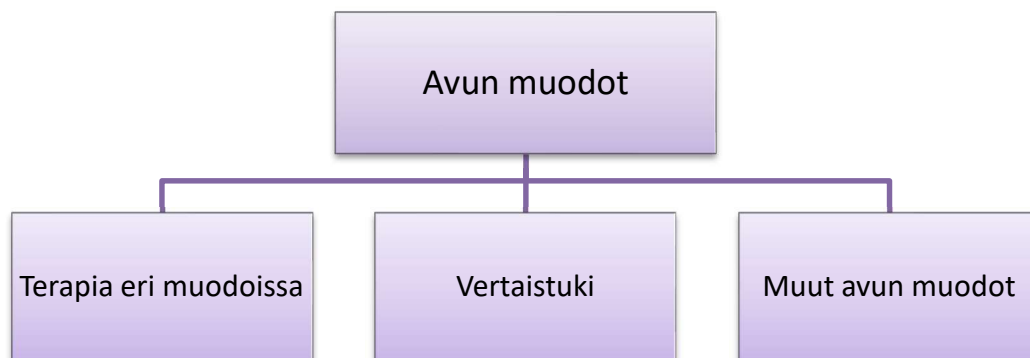 Avun muodot
Terapia eri muodoissa
Vertaistuki
Muut avun muodot